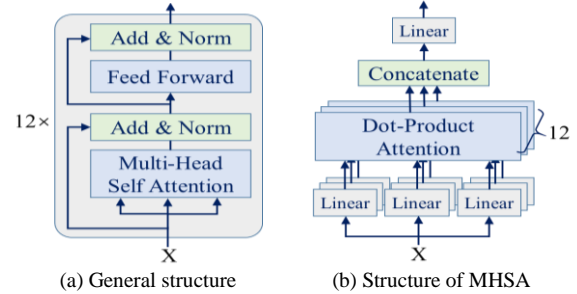 Add & Norm
Feed Forward
12×
Add & Norm
Multi-Head
Self Attention
X
(a) General structure
Linear
Concatenate
Dot-Product
Attention
12
Linear
Linear
Linear
X
(b) Structure of MHSA